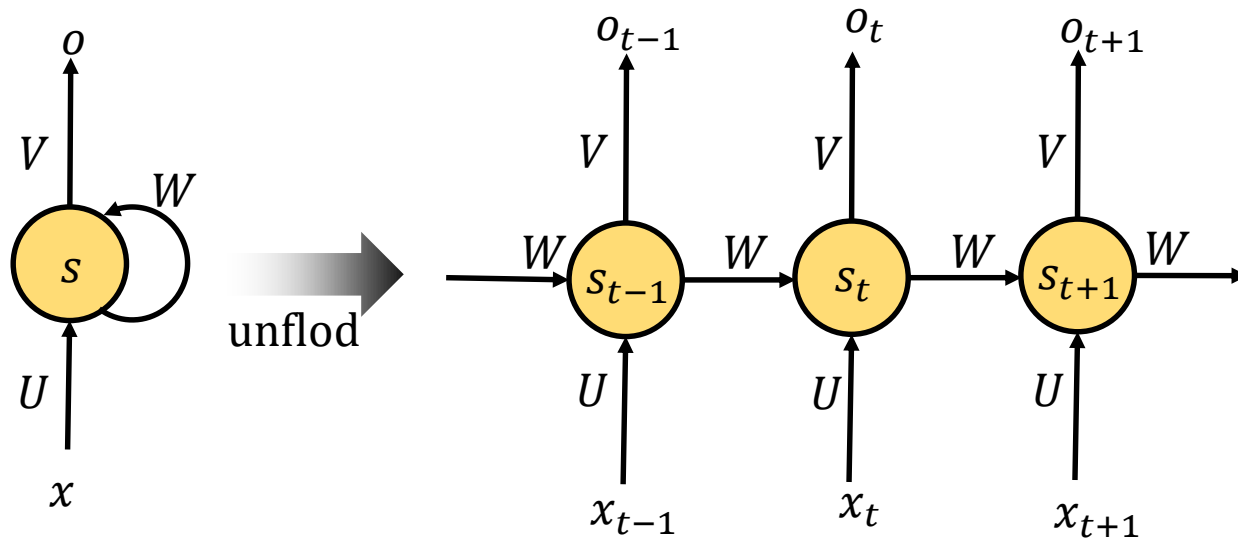 o
V
W
s
unflod
U
x
o_{t−1} o_t o_{t+1}
V V V
W W W W
s_{t−1} s_t s_{t+1}
U U U
x_{t−1} x_t x_{t+1}